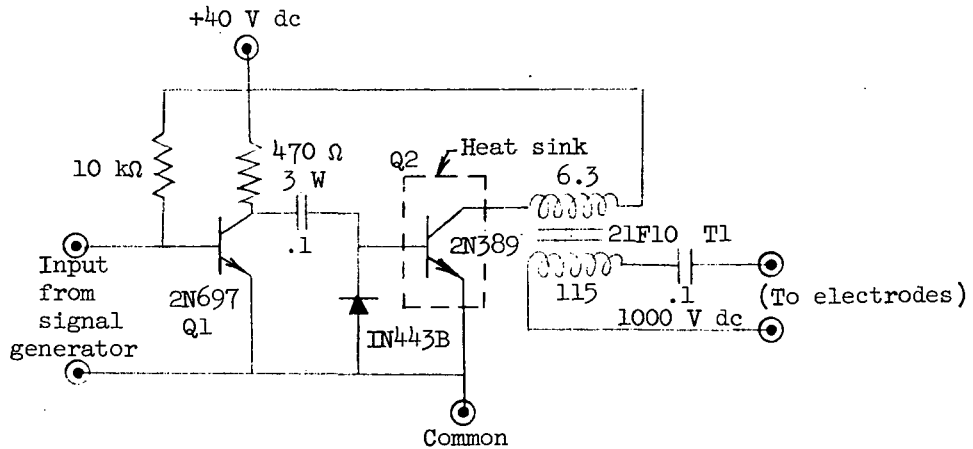 +40 V dc
10 kΩ
470 Ω
3 W
.1
Q2
Heat sink
6.3
2N389
21F10 T1
115
.1
1000 V dc
(To electrodes)
Input
from
signal
generator
2N697
Q1
IN443B
Common